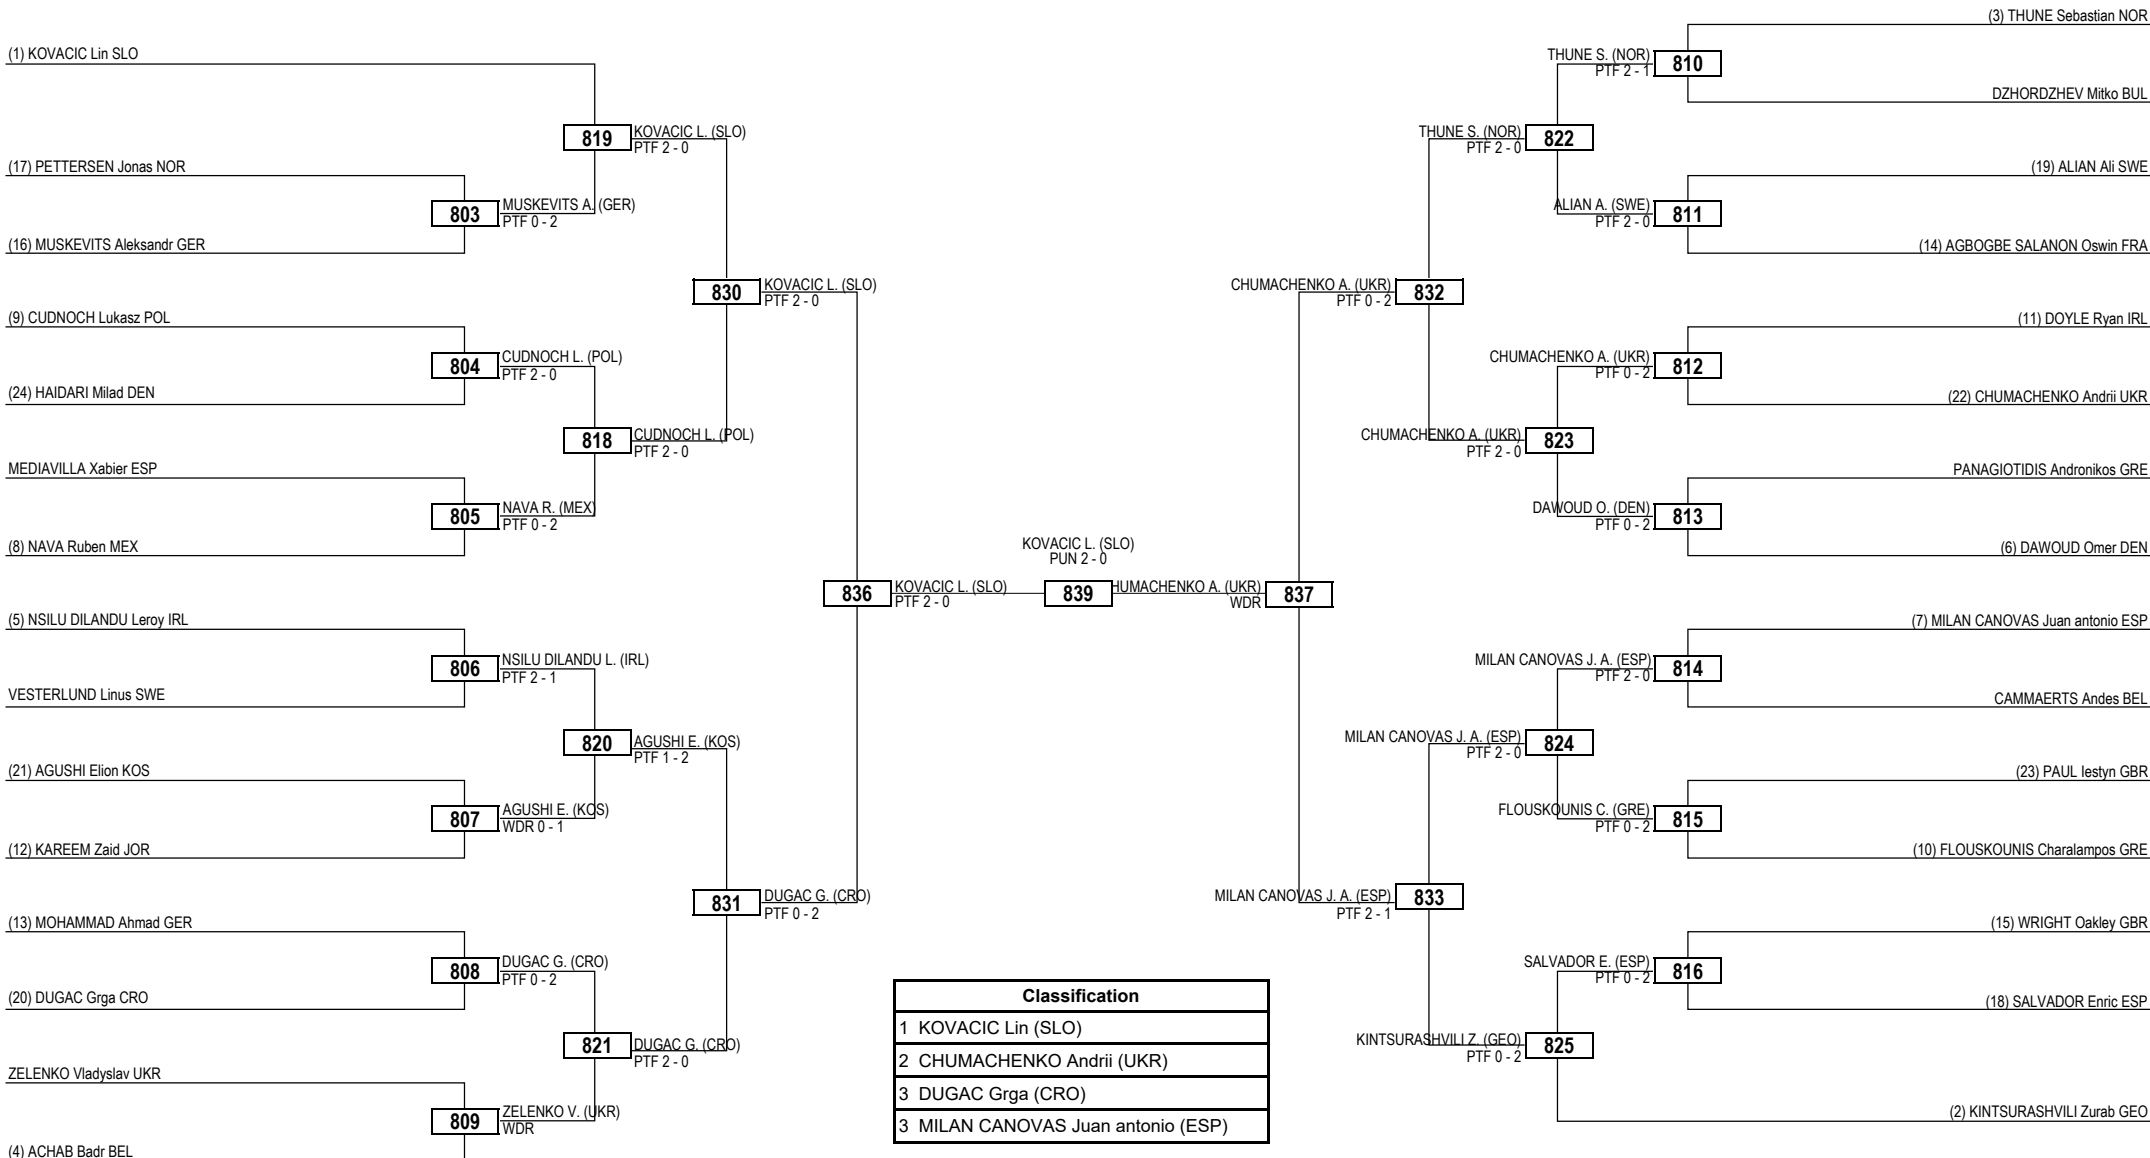 (1) KOVACIC Lin SLO
(17) PETTERSEN Jonas NOR
(16) MUSKEVITS Aleksandr GER
(9) CUDNOCH Lukasz POL
(24) HAIDARI Milad DEN
MEDIAVILLA Xabier ESP
(8) NAVA Ruben MEX
(5) NSILU DILANDU Leroy IRL
VESTERLUND Linus SWE
(21) AGUSHI Elion KOS
(12) KAREEM Zaid JOR
(13) MOHAMMAD Ahmad GER
(20) DUGAC Grga CRO
ZELENKO Vladyslav UKR
(4) ACHAB Badr BEL
803
MUSKEVITS A. (GER)
PTF 0 - 2
804
CUDNOCH L. (POL)
PTF 2 - 0
805
NAVA R. (MEX)
PTF 0 - 2
806
NSILU DILANDU L. (IRL)
PTF 2 - 1
807
AGUSHI E. (KOS)
WDR 0 - 1
808
DUGAC G. (CRO)
PTF 0 - 2
809
ZELENKO V. (UKR)
WDR
819
KOVACIC L. (SLO)
PTF 2 - 0
818
CUDNOCH L. (POL)
PTF 2 - 0
820
AGUSHI E. (KOS)
PTF 1 - 2
821
DUGAC G. (CRO)
PTF 2 - 0
830
KOVACIC L. (SLO)
PTF 2 - 0
831
DUGAC G. (CRO)
PTF 0 - 2
836
KOVACIC L. (SLO)
PTF 2 - 0
KOVACIC L. (SLO)
PUN 2 - 0
839
HUMACHENKO A. (UKR)
WDR
837
CHUMACHENKO A. (UKR)
PTF 0 - 2
832
MILAN CANOVAS J. A. (ESP)
PTF 2 - 1
833
THUNE S. (NOR)
PTF 2 - 0
822
CHUMACHENKO A. (UKR)
PTF 2 - 0
823
MILAN CANOVAS J. A. (ESP)
PTF 2 - 0
824
KINTSURASHVILI Z. (GEO)
PTF 0 - 2
825
THUNE S. (NOR)
PTF 2 - 1
810
ALIAN A. (SWE)
PTF 2 - 0
811
CHUMACHENKO A. (UKR)
PTF 0 - 2
812
DAWOUD O. (DEN)
PTF 0 - 2
813
MILAN CANOVAS J. A. (ESP)
PTF 2 - 0
814
FLOUSKOUNIS C. (GRE)
PTF 0 - 2
815
SALVADOR E. (ESP)
PTF 0 - 2
816
(3) THUNE Sebastian NOR
DZHORDZHEV Mitko BUL
(19) ALIAN Ali SWE
(14) AGBOGBE SALANON Oswin FRA
(11) DOYLE Ryan IRL
(22) CHUMACHENKO Andrii UKR
PANAGIOTIDIS Andronikos GRE
(6) DAWOUD Omer DEN
(7) MILAN CANOVAS Juan antonio ESP
CAMMAERTS Andes BEL
(23) PAUL Iestyn GBR
(10) FLOUSKOUNIS Charalampos GRE
(15) WRIGHT Oakley GBR
(18) SALVADOR Enric ESP
(2) KINTSURASHVILI Zurab GEO
Classification
1 KOVACIC Lin (SLO)
2 CHUMACHENKO Andrii (UKR)
3 DUGAC Grga (CRO)
3 MILAN CANOVAS Juan antonio (ESP)